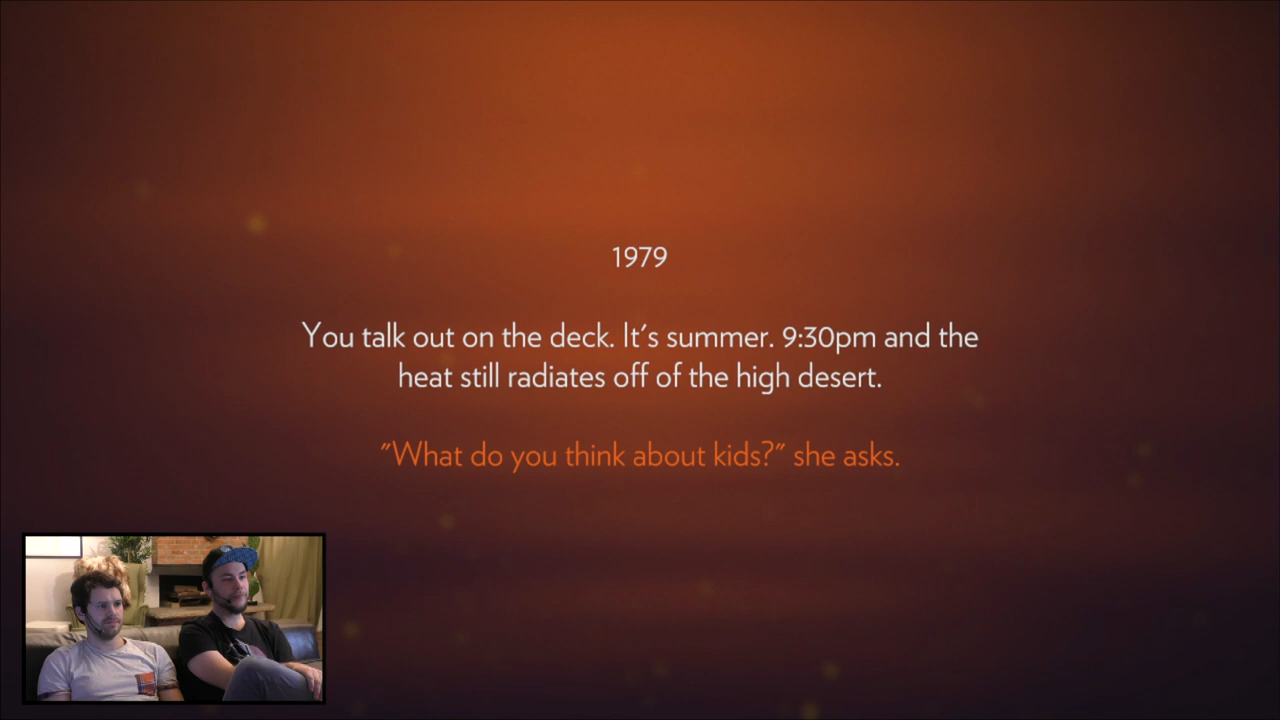 1979
You talk out on the deck. It's summer. 9:30pm and the
heat still radiates off of the high desert.
"What do you think about kids?" she asks.